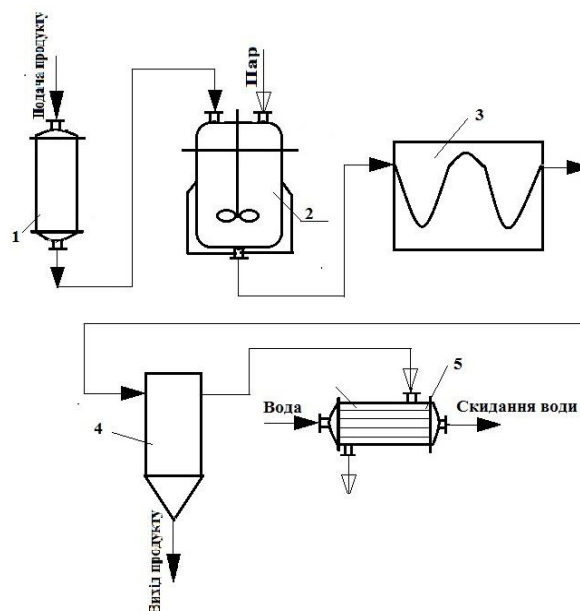 Подача продукту
Пар
1
2
3
4
5
Вода
Скидання води
Вихід продукту